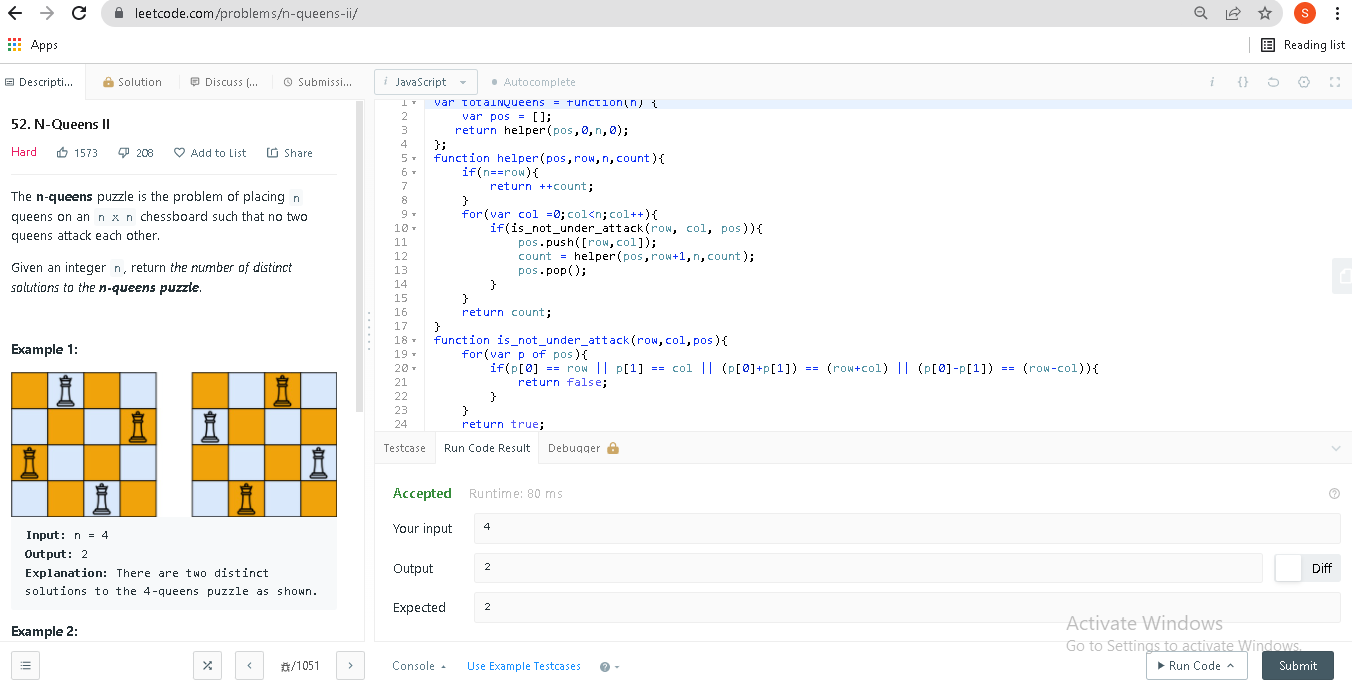 leetcode.com/problems/n-queens-ii/
S
Apps
Reading list
Descripti...
Solution
Discuss (...
Submissi...
i JavaScript
Autocomplete
i {}
52. N-Queens II
Hard 1573 208 Add to List Share
The n-queens puzzle is the problem of placing n
queens on an n x n chessboard such that no two
queens attack each other.
Given an integer n, return the number of distinct
solutions to the n-queens puzzle.
Example 1:
Input: n = 4
Output: 2
Explanation: There are two distinct
solutions to the 4-queens puzzle as shown.
Example 2:
/1051
1 var totalNQueens = function(n) {
2     var pos = [];
3    return helper(pos,0,n,0);
4 };
5 function helper(pos,row,n,count){
6     if(n==row){
7         return ++count;
8     }
9     for(var col =0;col<n;col++){
10         if(is_not_under_attack(row, col, pos)){
11             pos.push([row,col]);
12             count = helper(pos,row+1,n,count);
13             pos.pop();
14         }
15     }
16     return count;
17 }
18 function is_not_under_attack(row,col,pos){
19     for(var p of pos){
20         if(p[0] == row || p[1] == col || (p[0]+p[1]) == (row+col) || (p[0]-p[1]) == (row-col)){
21             return false;
22         }
23     }
24     return true;
Testcase Run Code Result Debugger
Accepted Runtime: 80 ms
Your input 4
Output 2 Diff
Expected 2
Activate Windows
Go to Settings to activate Windows.
Console Use Example Testcases ?
Run Code Submit